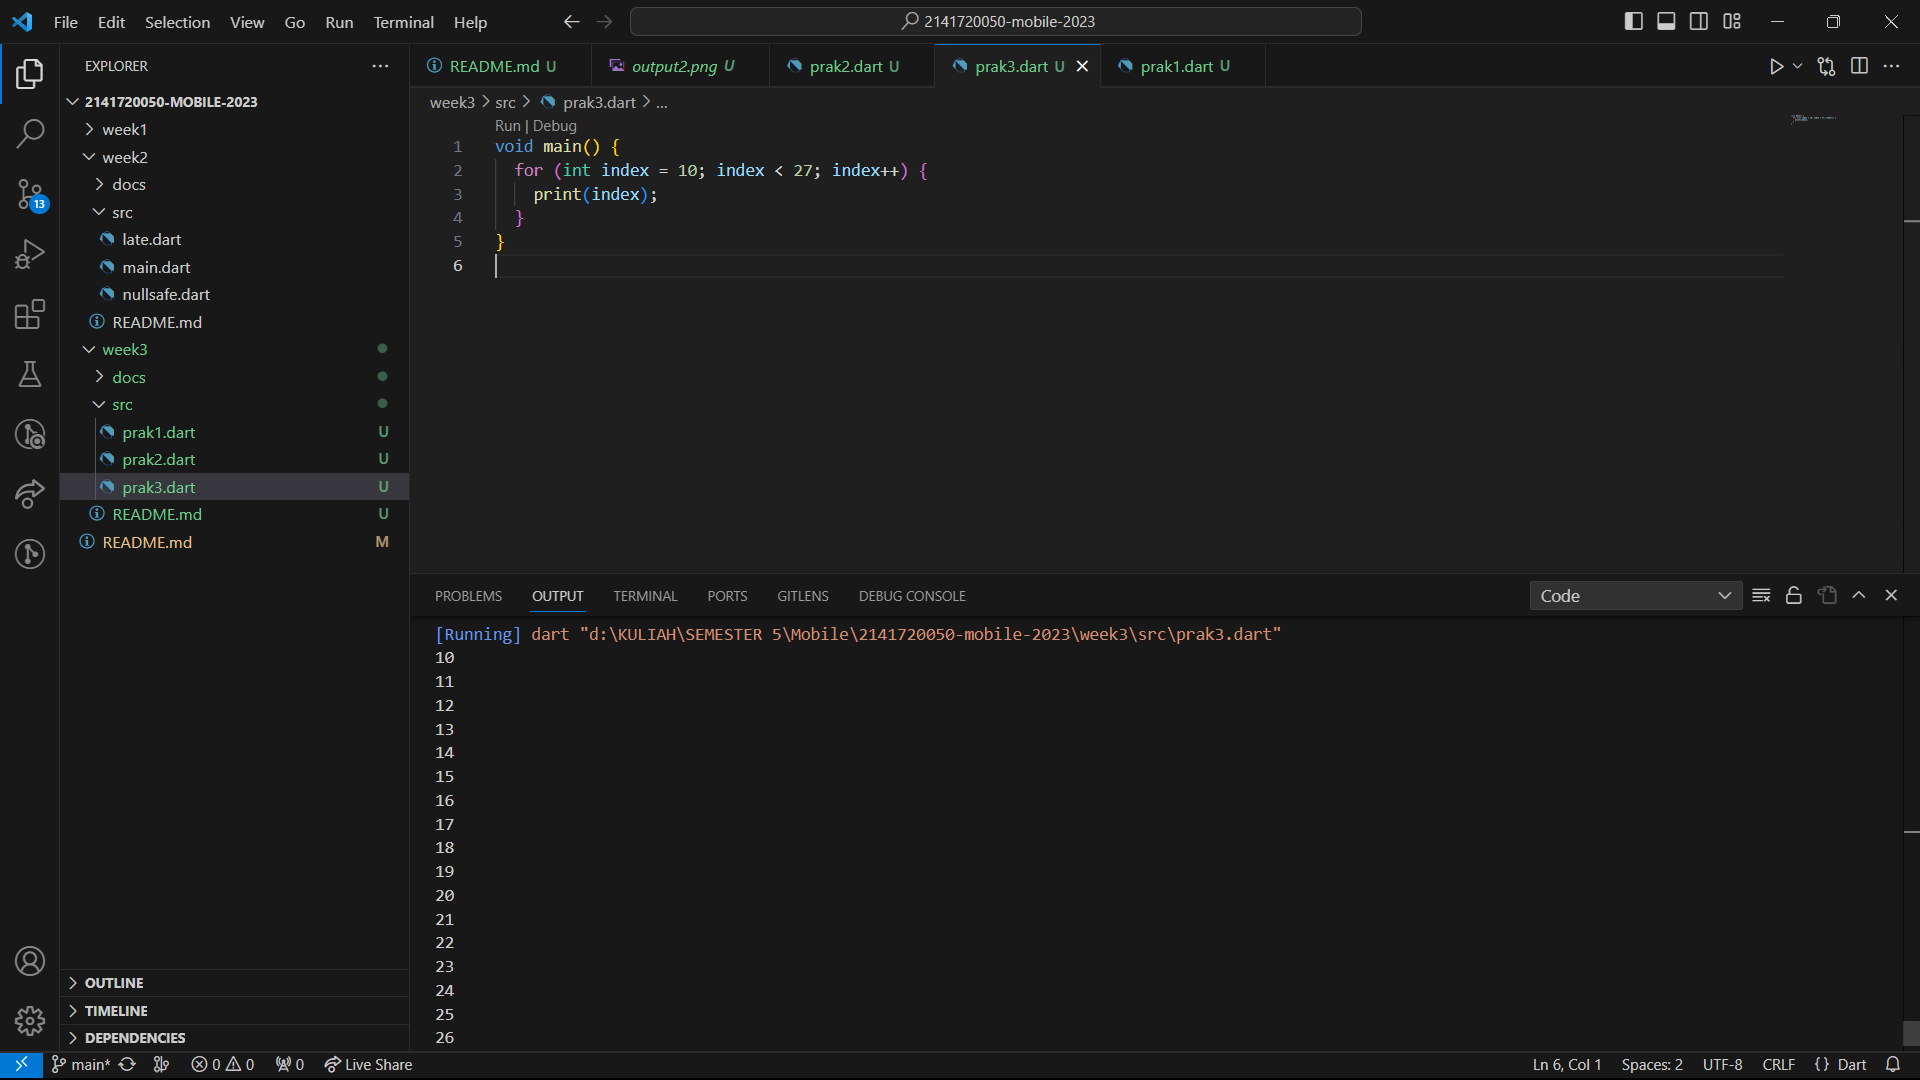 File Edit Selection View Go Run Terminal Help
2141720050-mobile-2023
EXPLORER
2141720050-MOBILE-2023
week1
week2
docs
src
late.dart
main.dart
nullsafe.dart
README.md
week3
docs
src
prak1.dart U
prak2.dart U
prak3.dart U
README.md U
README.md M
13
OUTLINE
TIMELINE
DEPENDENCIES
README.md U output2.png U prak2.dart U prak3.dart U prak1.dart U
week3 > src > prak3.dart > ...
Run | Debug
1 void main() {
2 for (int index = 10; index < 27; index++) {
3 print(index);
4 }
5 }
6
PROBLEMS OUTPUT TERMINAL PORTS GITLENS DEBUG CONSOLE Code
[Running] dart "d:\KULIAH\SEMESTER 5\Mobile\2141720050-mobile-2023\week3\src\prak3.dart"
10
11
12
13
14
15
16
17
18
19
20
21
22
23
24
25
26
main* 0 0 0 Live Share Ln 6, Col 1 Spaces: 2 UTF-8 CRLF {} Dart